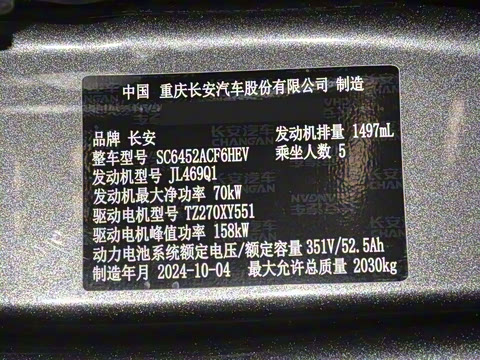 中国 重庆长安汽车股份有限公司 制造
品牌 长安 发动机排量 1497mL
整车型号 SC6452ACF6HEV 乘坐人数 5
发动机型号 JL469Q1
发动机最大净功率 70kW
驱动电机型号 TZ270XY551
驱动电机峰值功率 158kW
动力电池系统额定电压/额定容量 351V/52.5Ah
制造年月 2024-10-04 最大允许总质量 2030kg